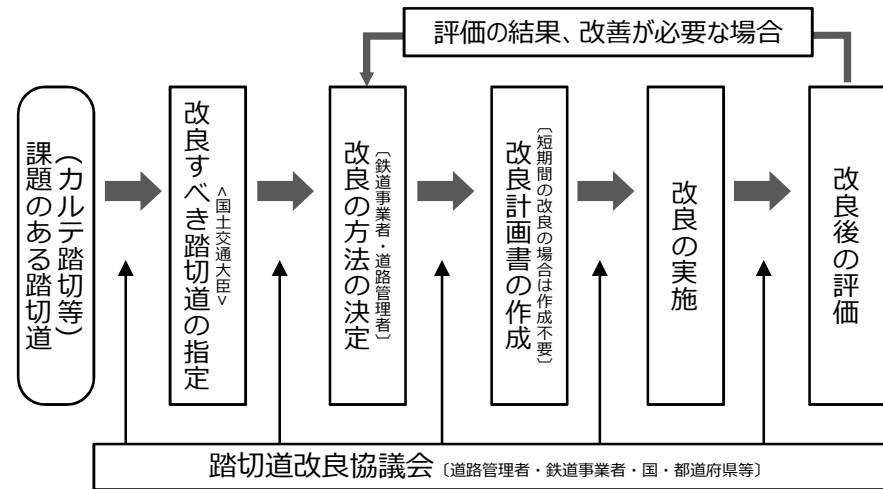 評価の結果、改善が必要な場合
課題のある踏切道
（カルテ踏切等）
改良すべき踏切道の指定
<国土交通大臣>
改良の方法の決定
〔鉄道事業者・道路管理者〕
改良計画書の作成
〔短期間の改良の場合は作成不要〕
改良の実施
改良後の評価
踏切道改良協議会〔道路管理者・鉄道事業者・国・都道府県等〕